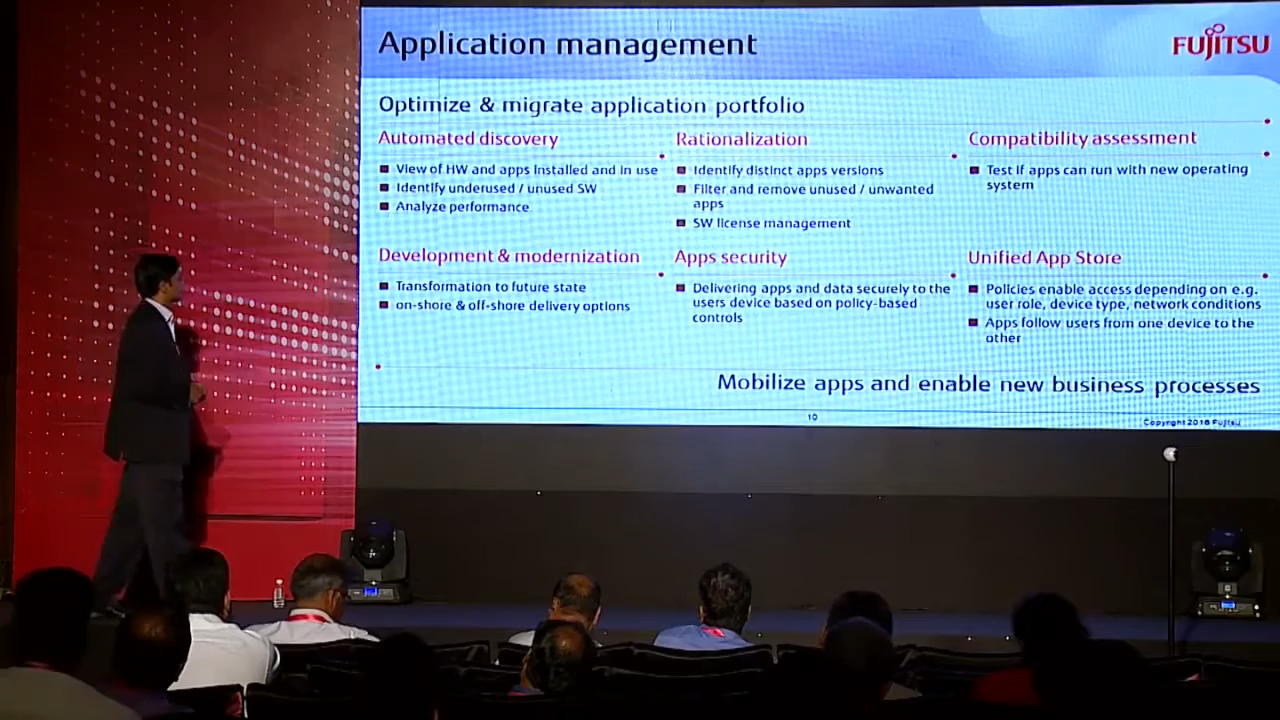 Application management
FUJITSU
Optimize & migrate application portfolio
Automated discovery
View of HW and apps installed and in use
Identify underused / unused SW
Analyze performance
Rationalization
Identify distinct apps versions
Filter and remove unused / unwanted
apps
SW license management
Compatibility assessment
Test if apps can run with new operating
system
Development & modernization
Transformation to future state
on-shore & off-shore delivery options
Apps security
Delivering apps and data securely to the
users device based on policy-based
controls
Unified App Store
Policies enable access depending on e.g.
user role, device type, network conditions
Apps follow users from one device to the
other
Mobilize apps and enable new business processes
10
Copyright 2016 Fujitsu